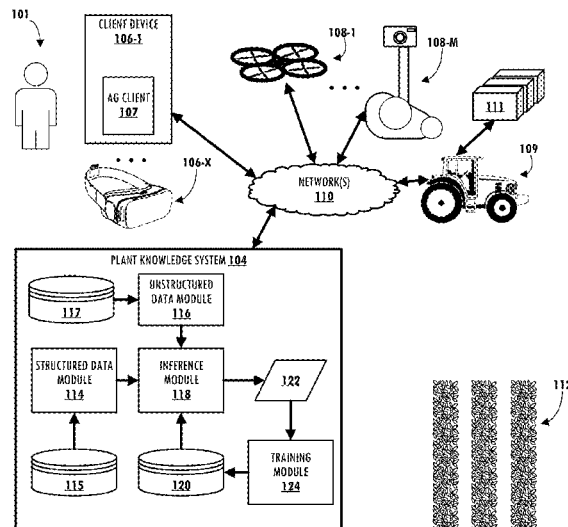 101
CLIENT DEVICE
106-1
AG CLIENT
107
106-X
108-1
108-M
111
109
NETWORK(S)
110
PLANT KNOWLEDGE SYSTEM 104
117
UNSTRUCTURED
DATA MODULE
116
STRUCTURED DATA
MODULE
114
INFERENCE
MODULE
118
122
115
120
TRAINING
MODULE
124
112